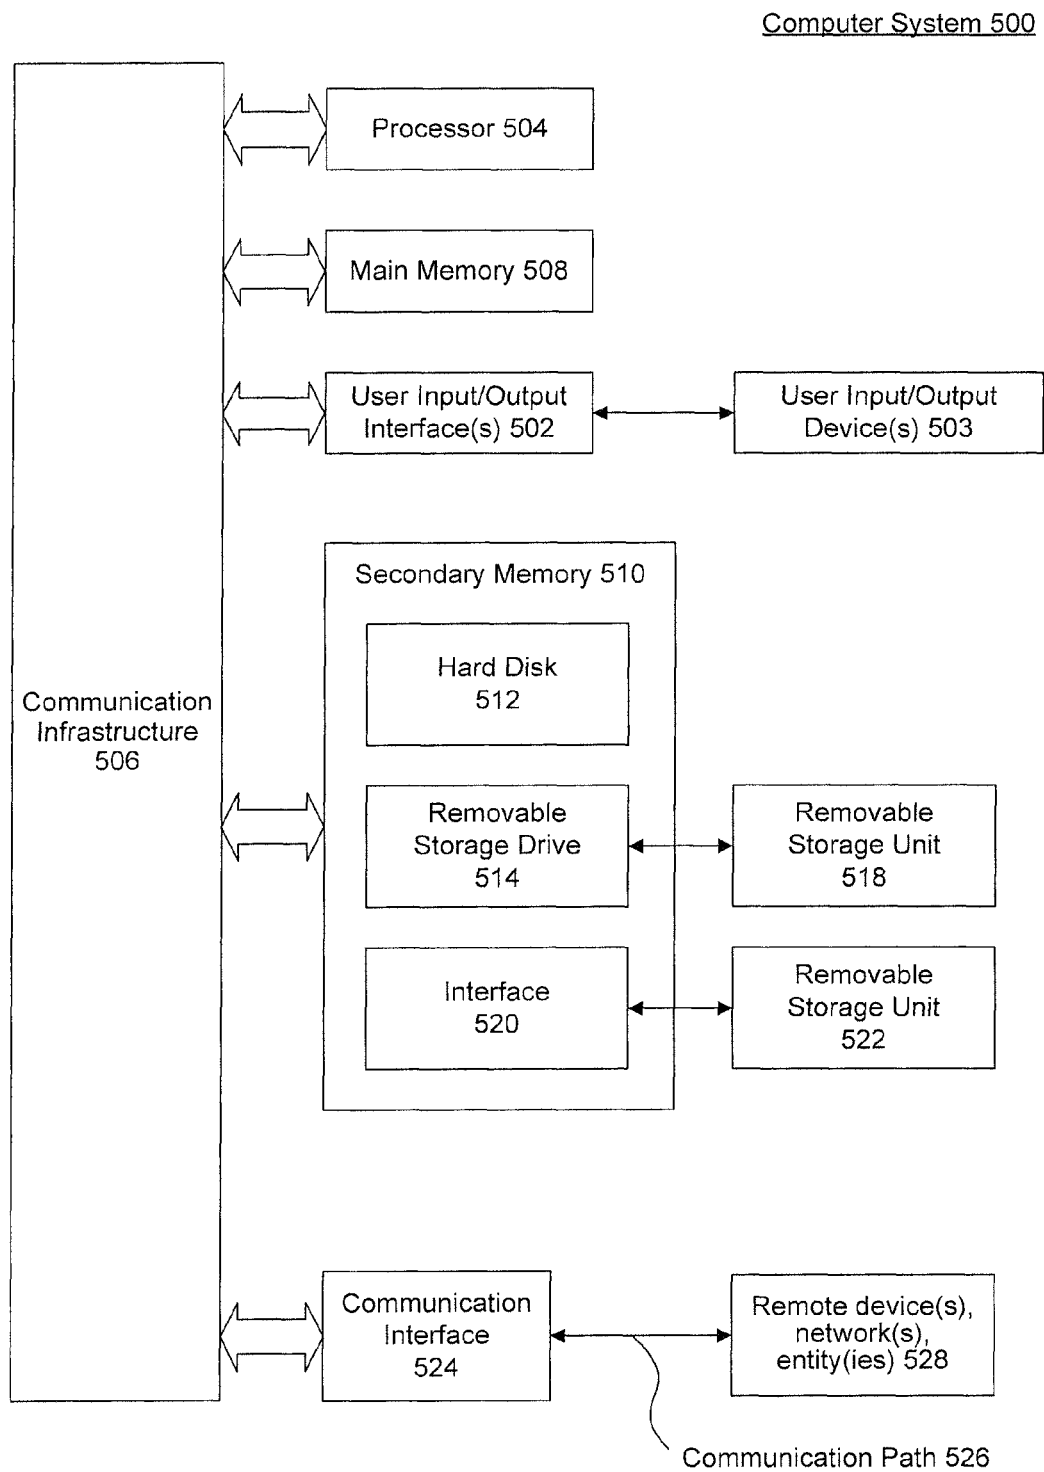 Computer System 500
Processor 504
Main Memory 508
User Input/Output
Interface(s) 502
User Input/Output
Device(s) 503
Secondary Memory 510
Hard Disk
512
Communication
Infrastructure
506
Removable
Storage Drive
514
Removable
Storage Unit
518
Interface
520
Removable
Storage Unit
522
Communication
Interface
524
Remote device(s),
network(s),
entity(ies) 528
Communication Path 526